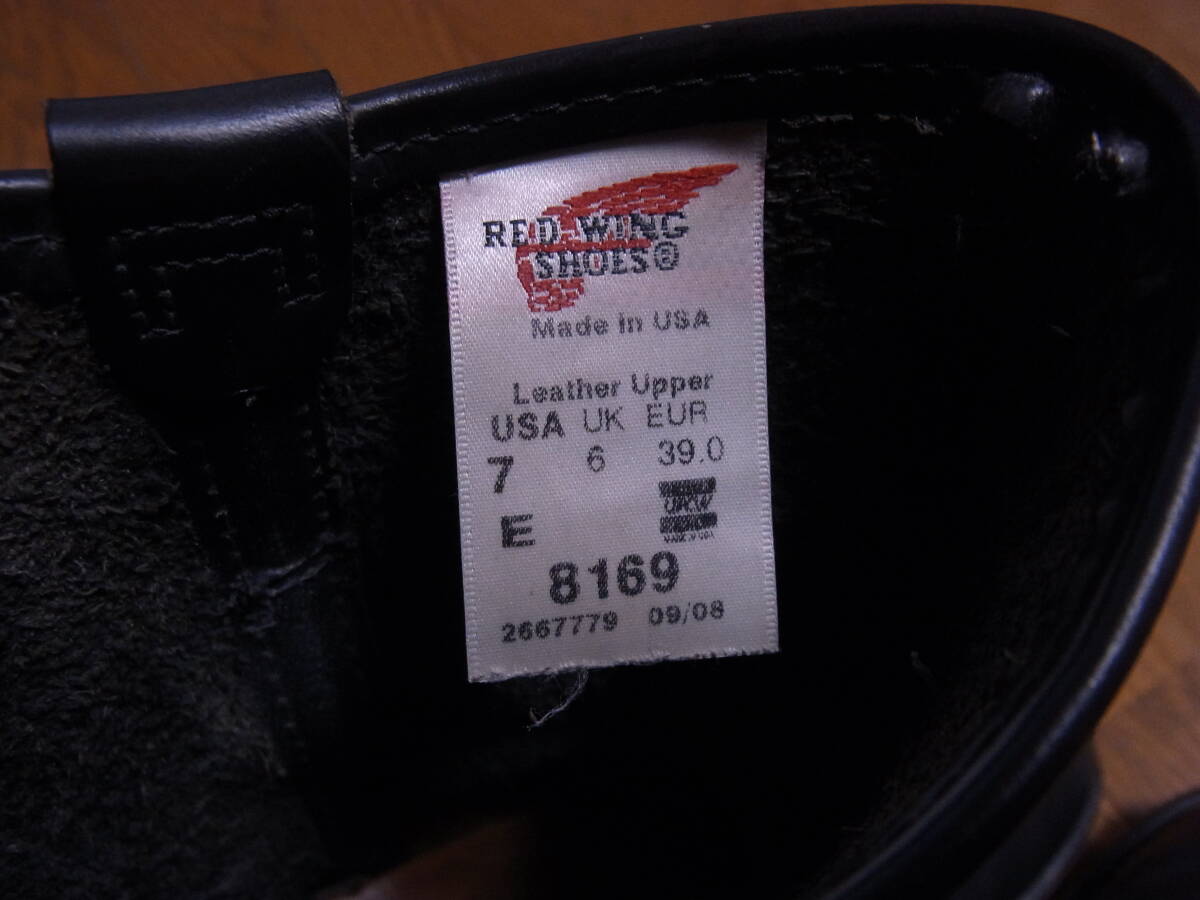 RED WING
SHOES®
Made in USA
Leather Upper
USA UK EUR
7 6 39.0
E
8169
2667779 09/08